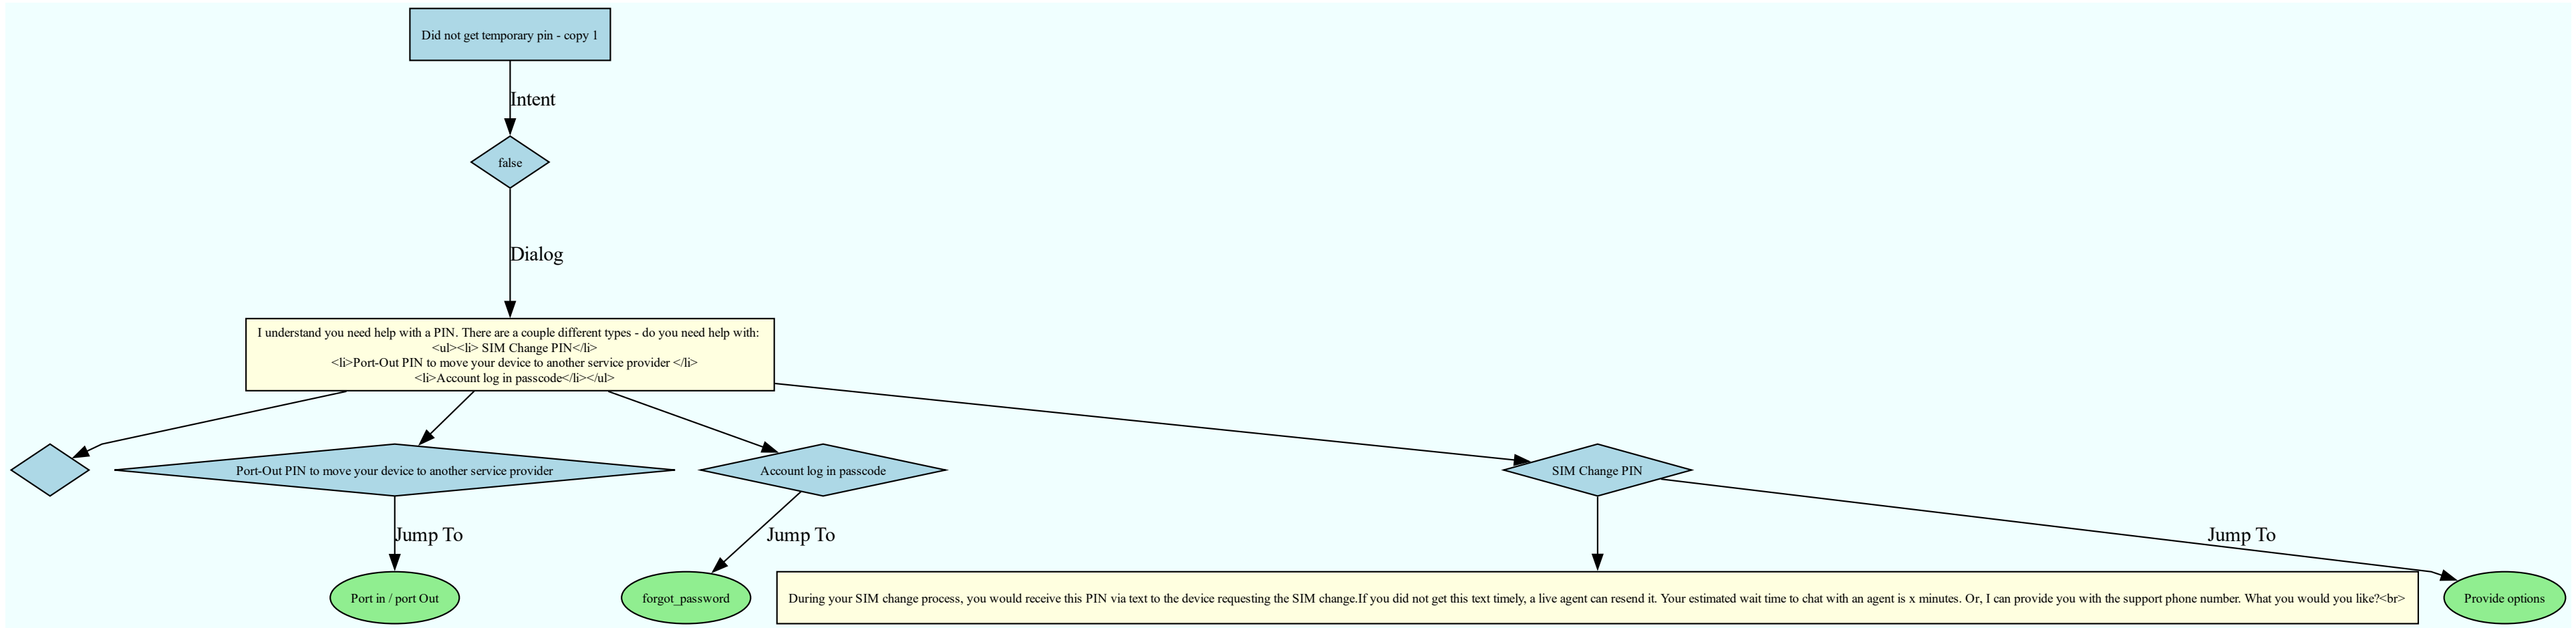 Did not get temporary pin - copy 1
Intent
false
Dialog
I understand you need help with a PIN. There are a couple different types - do you need help with:
<ul><li> SIM Change PIN</li>
<li>Port-Out PIN to move your device to another service provider </li>
<li>Account log in passcode</li></ul>
Port-Out PIN to move your device to another service provider
Account log in passcode
SIM Change PIN
Jump To
Jump To
Jump To
Port in / port Out
forgot_password
During your SIM change process, you would receive this PIN via text to the device requesting the SIM change.If you did not get this text timely, a live agent can resend it. Your estimated wait time to chat with an agent is x minutes. Or, I can provide you with the support phone number. What you would you like?<br>
Provide options